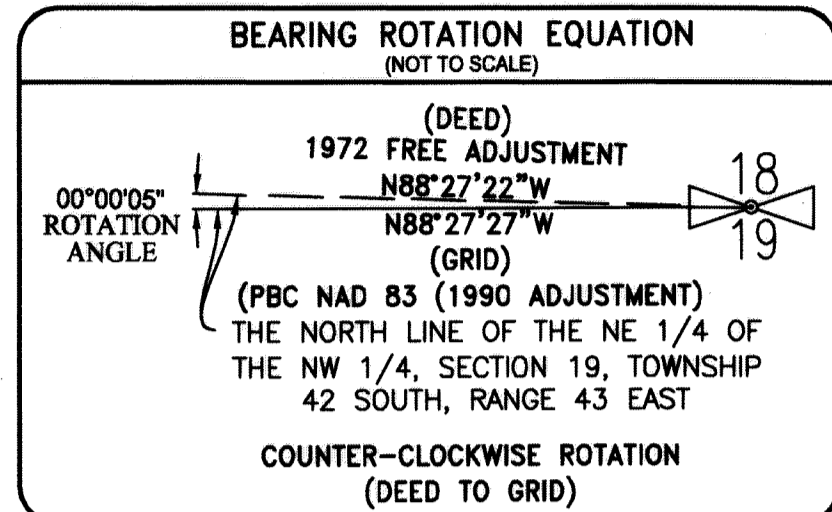 BEARING ROTATION EQUATION
(NOT TO SCALE)
(DEED)
1972 FREE ADJUSTMENT
N88°27'22"W
00°00'05"
ROTATION
ANGLE
N88°27'27"W
(GRID)
(PBC NAD 83 (1990 ADJUSTMENT)
THE NORTH LINE OF THE NE 1/4 OF
THE NW 1/4, SECTION 19, TOWNSHIP
42 SOUTH, RANGE 43 EAST
18
19
COUNTER-CLOCKWISE ROTATION
(DEED TO GRID)